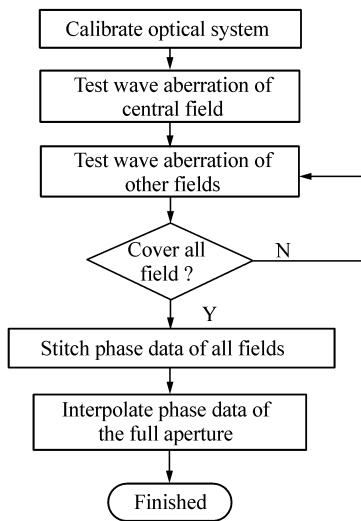 Calibrate optical system
Test wave aberration of
central field
Test wave aberration of
other fields
Cover all
field ?
N
Y
Stitch phase data of all fields
Interpolate phase data of
the full aperture
Finished